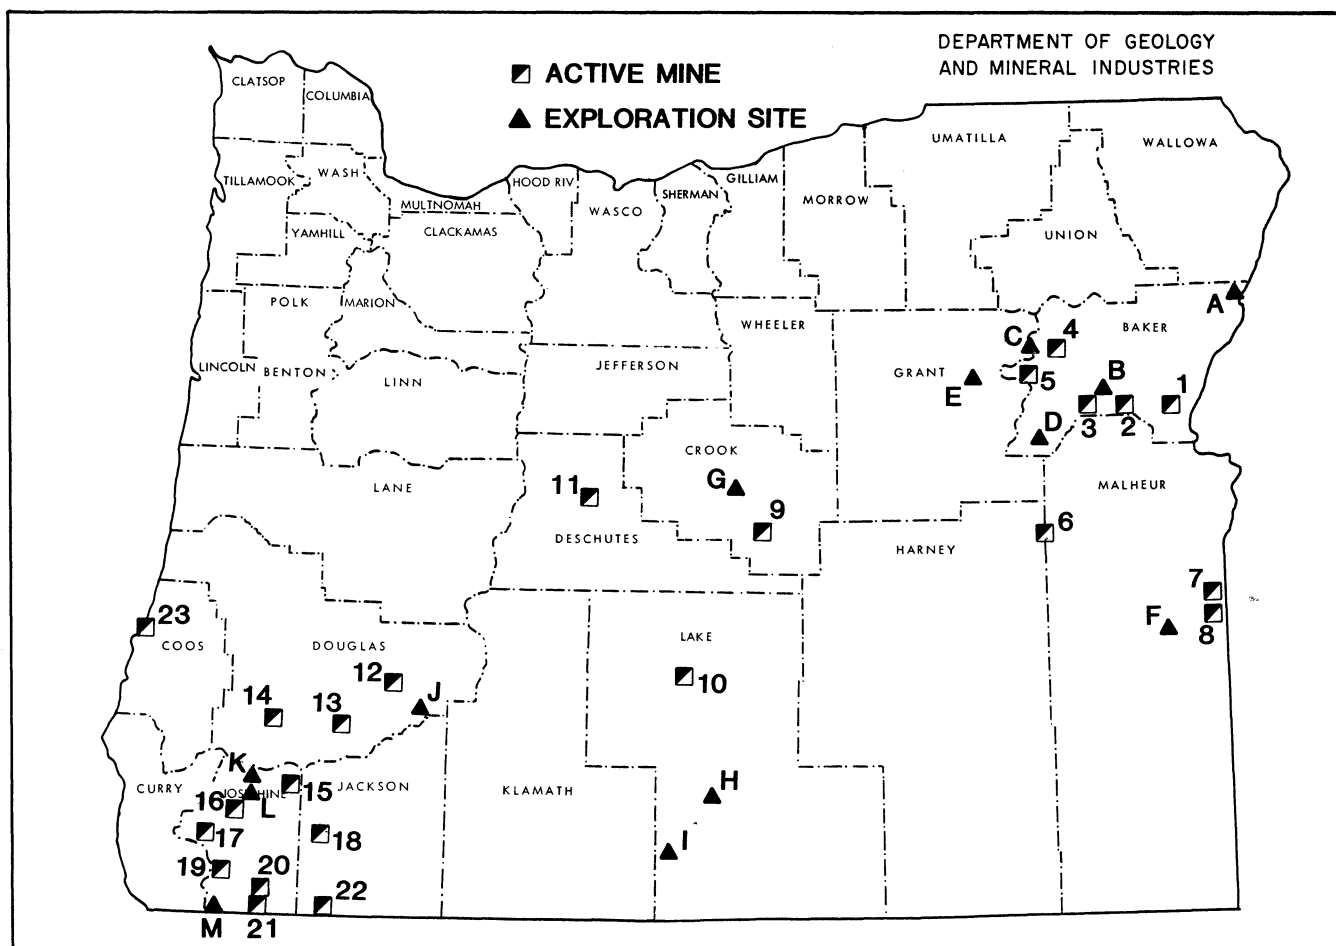 DEPARTMENT OF GEOLOGY
AND MINERAL INDUSTRIES
ACTIVE MINE
EXPLORATION SITE
CLATSOP
COLUMBIA
UMATILLA
WALLOWA
TILLAMOOK
WASH
HOOD RIV
GILLIAM
SHERMAN
MORROW
MULTNOMAH
WASCO
YAMHILL
CLACKAMAS
UNION
POLK
MARION
WHEELER
BAKER
A
C
4
LINCOLN
BENTON
LINN
JEFFERSON
GRANT
E
5
B
1
3
2
D
CROOK
LANE
G
11
9
MALHEUR
6
DESCHUTES
HARNEY
7
8
F
23
COOS
DOUGLAS
LAKE
12
10
J
14
13
K
CURRY
JOSEPHINE
15
JACKSON
KLAMATH
H
16
L
17
18
I
19
20
22
M
21